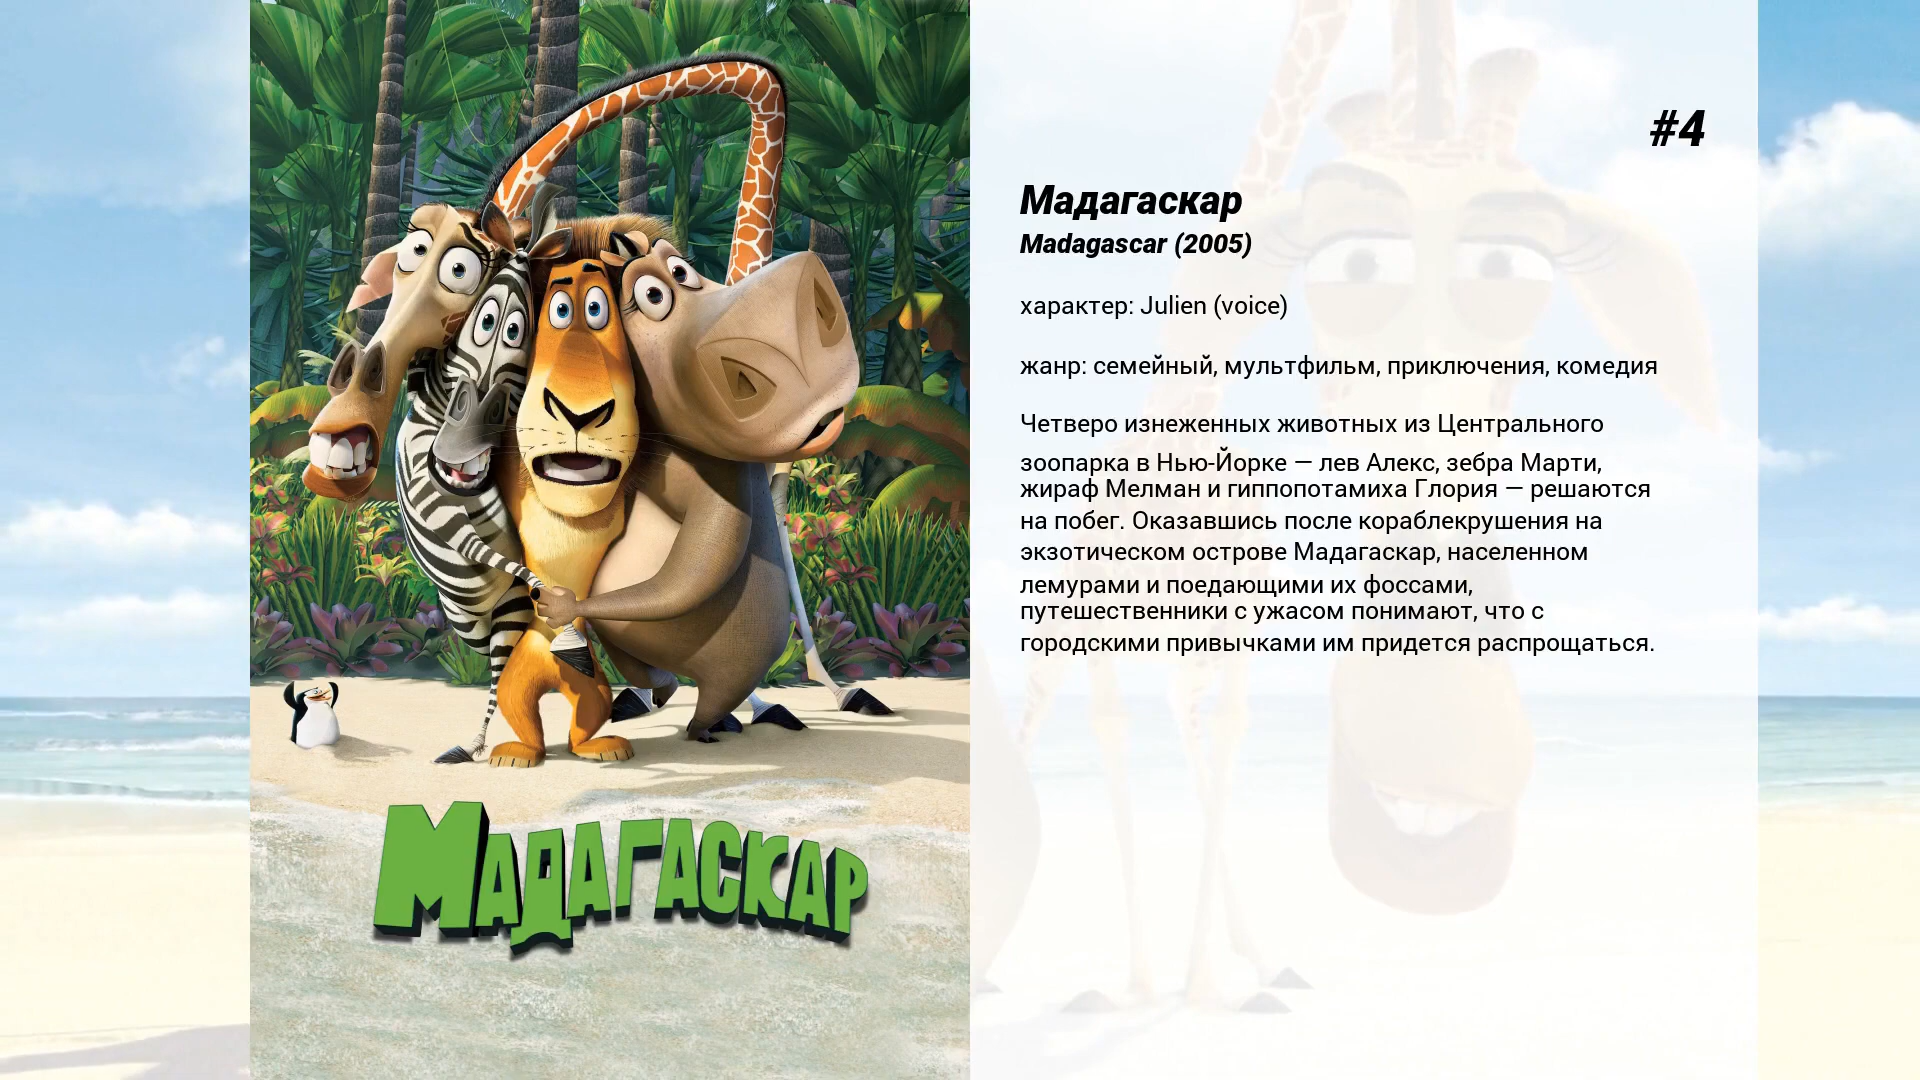 МАДАГАСКАР
#4
Мадагаскар
Madagascar (2005)
характер: Julien (voice)
жанр: семейный, мультфильм, приключения, комедия
Четверо изнеженных животных из Центрального
зоопарка в Нью-Йорке — лев Алекс, зебра Марти,
жираф Мелман и гиппопотамиха Глория — решаются
на побег. Оказавшись после кораблекрушения на
экзотическом острове Мадагаскар, населенном
лемурами и поедающими их фоссами,
путешественники с ужасом понимают, что с
городскими привычками им придется распрощаться.